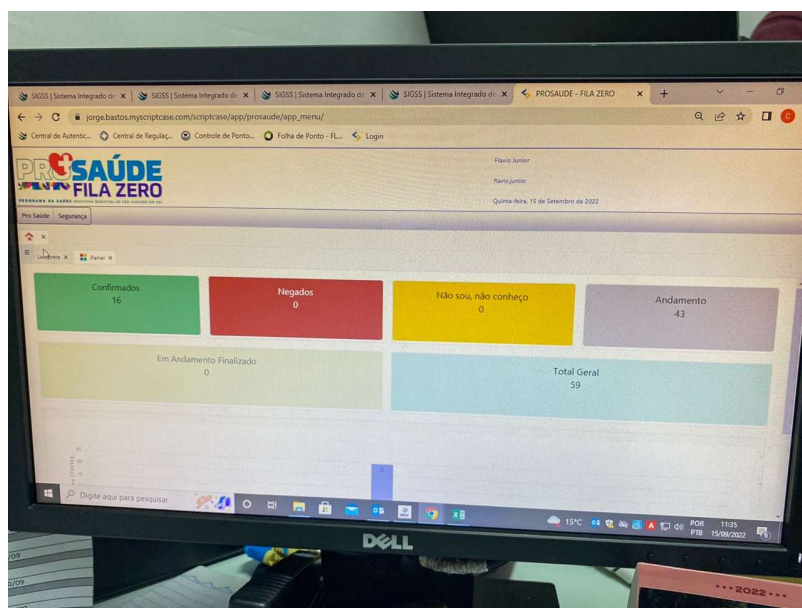 SIGSS | Sistema Integrado de
SIGSS | Sistema Integrado de
SIGSS | Sistema Integrado de
SIGSS | Sistema Integrado de
PROSAUDE - FILA ZERO
jorge.bastos.myscriptcase.com/scriptcase/app/prosaude/app_menu/
Central de Autentic...
Central de Regulaç...
Controle de Ponto...
Folha de Ponto - FL...
Login
PRO SAÚDE
FILA ZERO
Flavio Junior
flavio.junior
Quinta-feira, 15 de Setembro de 2022
Pro Saúde
Segurança
Painel
Confirmados
16
Negados
0
Não sou, não conheço
0
Andamento
43
Em Andamento Finalizado
0
Total Geral
59
Digite aqui para pesquisar
15°C
POR
PTB
11:35
15/09/2022
DELL
/09
0/09
2022